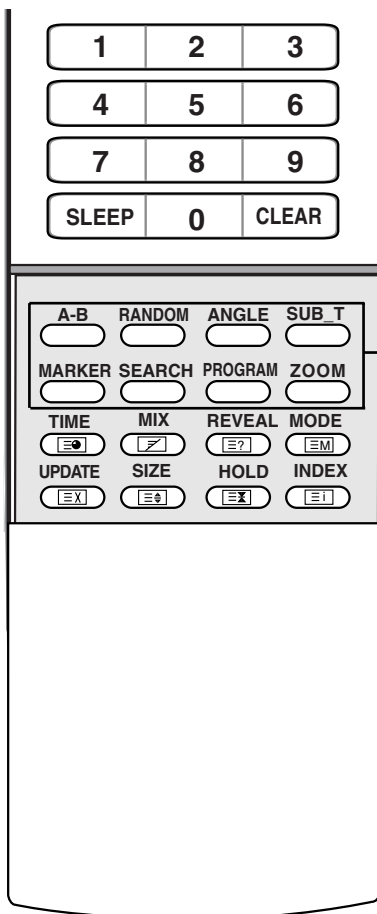 1 2 3
4 5 6
7 8 9
SLEEP 0 CLEAR
A-B RANDOM ANGLE SUB_T
MARKER SEARCH PROGRAM ZOOM
TIME MIX REVEAL MODE
? M
UPDATE SIZE HOLD INDEX
X i